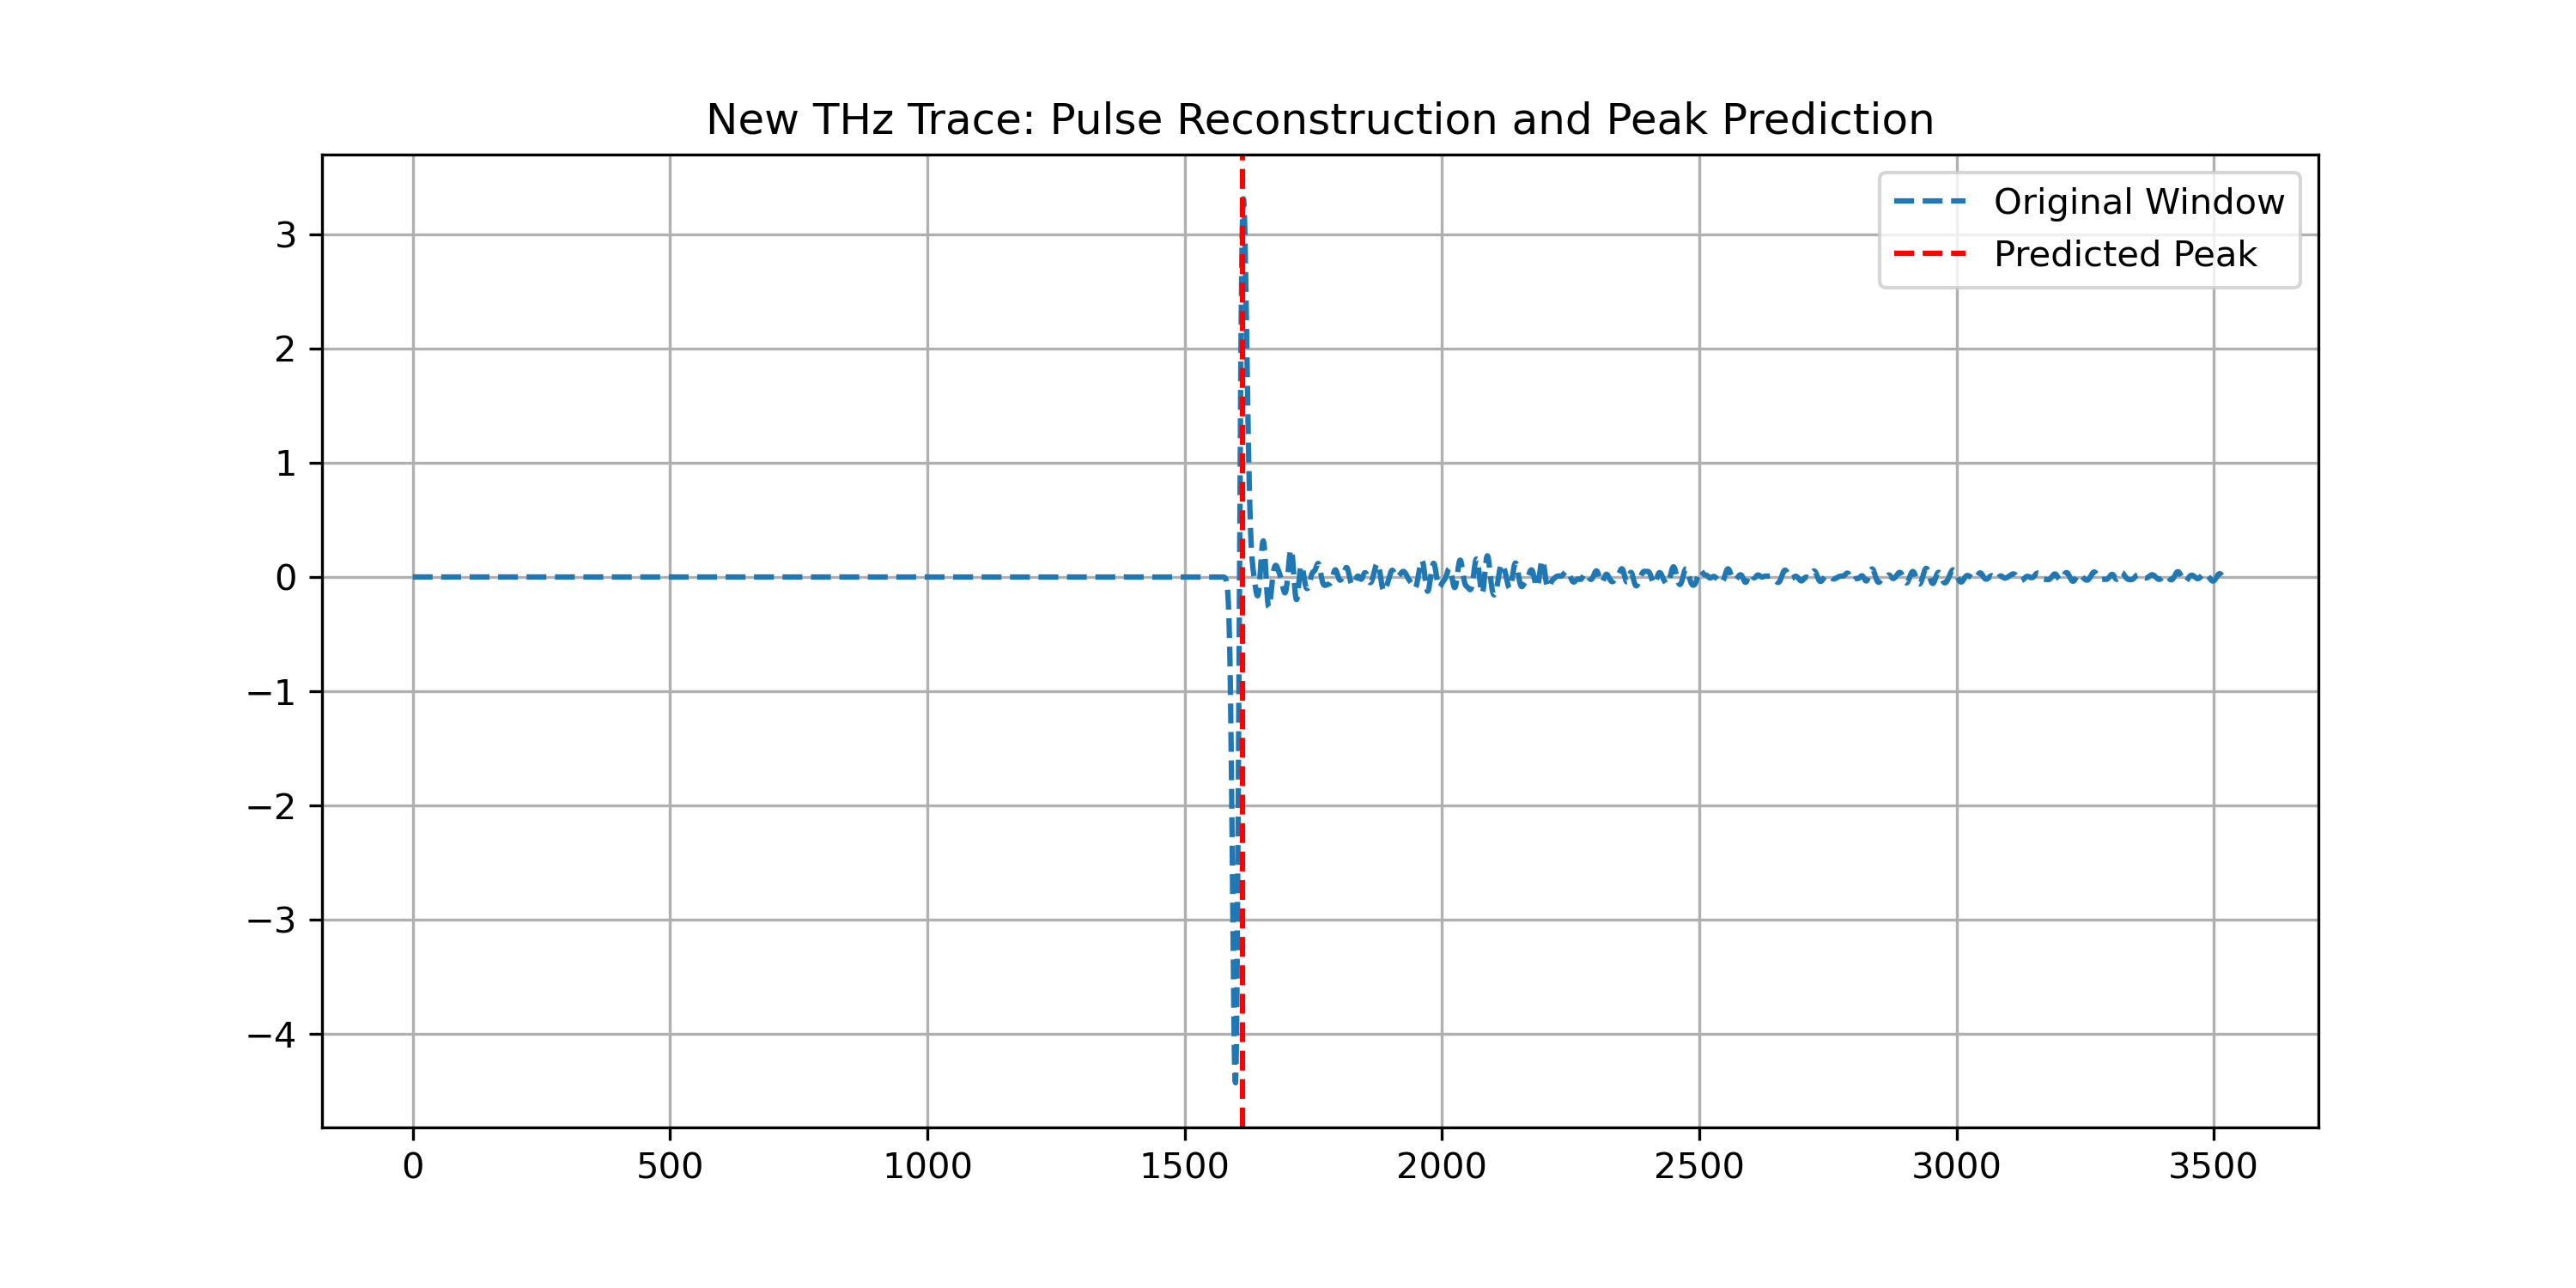 New THz Trace: Pulse Reconstruction and Peak Prediction
Original Window
Predicted Peak
3
2
1
0
−1
−2
−3
−4
0 500 1000 1500 2000 2500 3000 3500